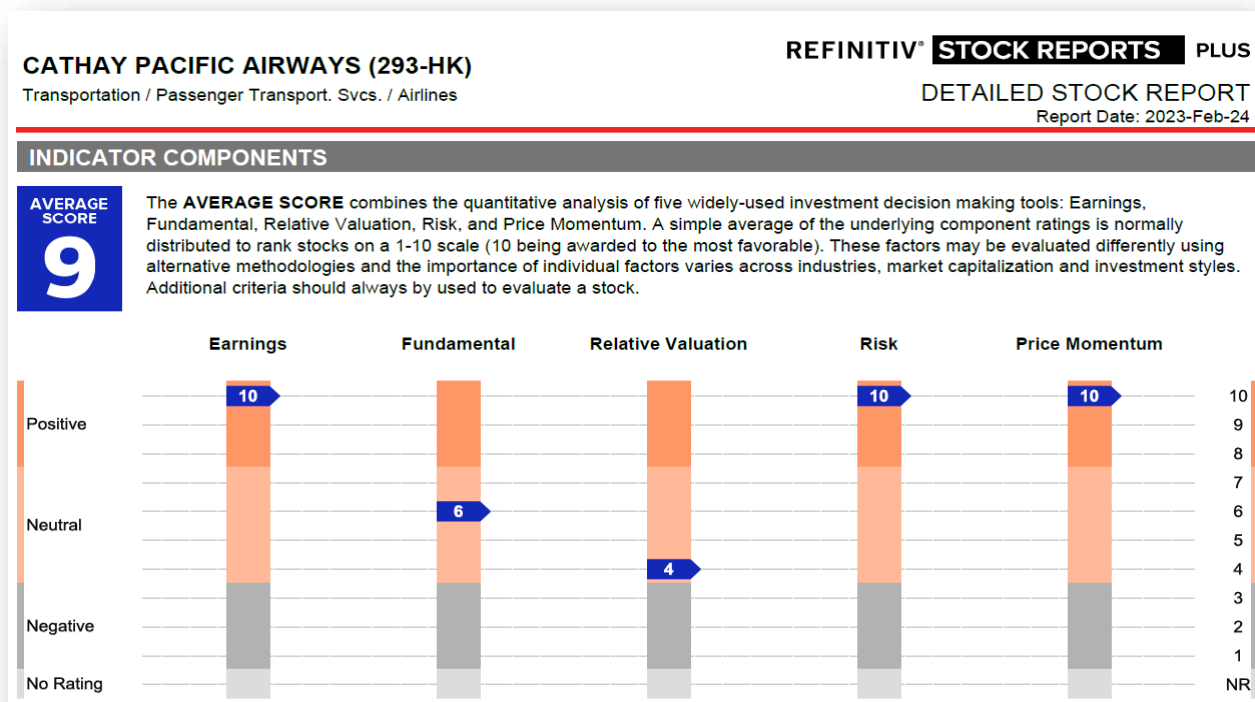 CATHAY PACIFIC AIRWAYS (293-HK)
Transportation / Passenger Transport. Svcs. / Airlines
REFINITIV® STOCK REPORTS PLUS
DETAILED STOCK REPORT
Report Date: 2023-Feb-24
INDICATOR COMPONENTS
AVERAGE
SCORE
9
The AVERAGE SCORE combines the quantitative analysis of five widely-used investment decision making tools: Earnings,
Fundamental, Relative Valuation, Risk, and Price Momentum. A simple average of the underlying component ratings is normally
distributed to rank stocks on a 1-10 scale (10 being awarded to the most favorable). These factors may be evaluated differently using
alternative methodologies and the importance of individual factors varies across industries, market capitalization and investment styles.
Additional criteria should always by used to evaluate a stock.
Earnings Fundamental Relative Valuation Risk Price Momentum
10 10 10 10
Positive 9
8
7
6 6
Neutral 5
4 4
3
Negative 2
1
No Rating NR